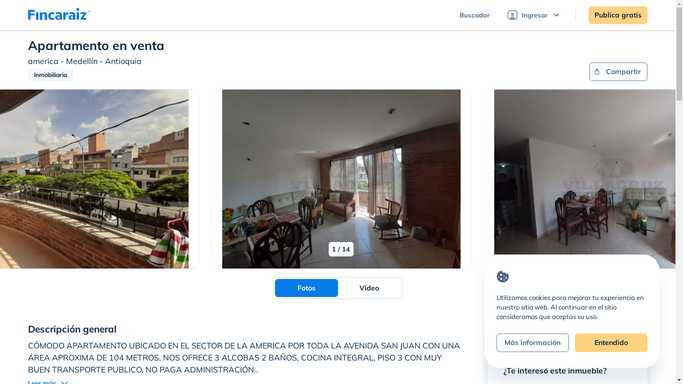 Fincaraiz
Buscador
Ingresar
Publica gratis
Apartamento en venta
america - Medellín - Antioquia
Inmobiliaria
Compartir
1 / 14
Fotos
Video
Utilizamos cookies para mejorar tu experiencia en
nuestro sitio web. Al continuar en el sitio
consideramos que aceptas su uso.
Más información
Entendido
Descripción general
CÓMODO APARTAMENTO UBICADO EN EL SECTOR DE LA AMERICA POR TODA LA AVENIDA SAN JUAN CON UNA
ÁREA APROXIMA DE 104 METROS, NOS OFRECE 3 ALCOBAS 2 BAÑOS, COCINA INTEGRAL, PISO 3 CON MUY
BUEN TRANSPORTE PUBLICO, NO PAGA ADMINISTRACIÓN..
Leer más
¿Te interesó este inmueble?